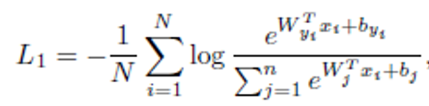 L_1 = -\frac{1}{N} \sum_{i=1}^{N} \log \frac{e^{W_{y_i}^T x_i + b_{y_i}}}{\sum_{j=1}^{n} e^{W_j^T x_i + b_j}},